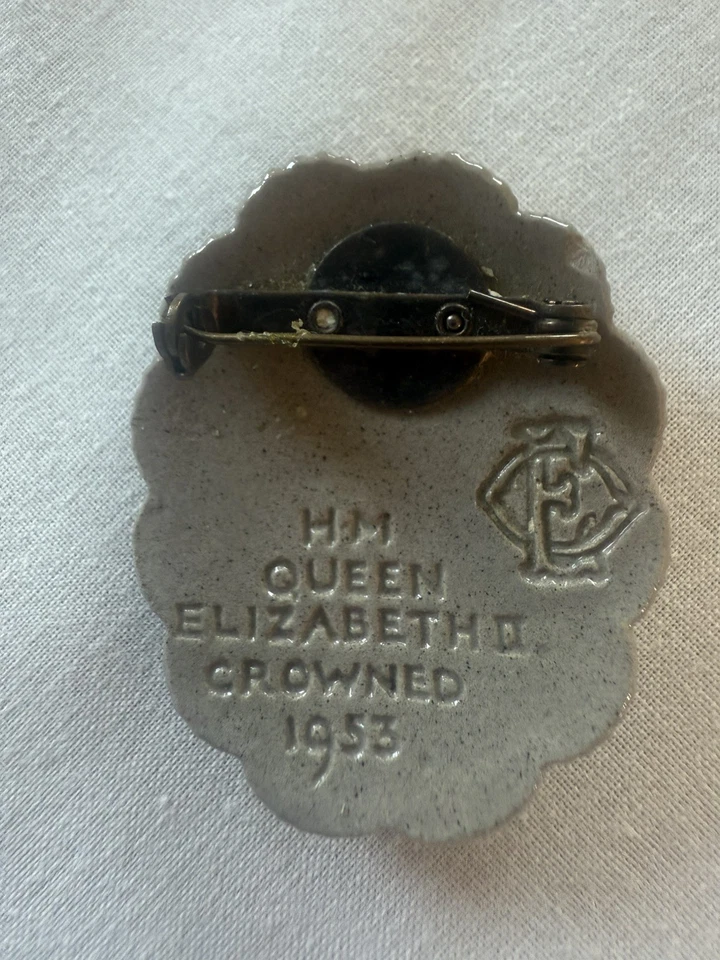 H.M
QUEEN
ELIZABETH II
CROWNED
1953